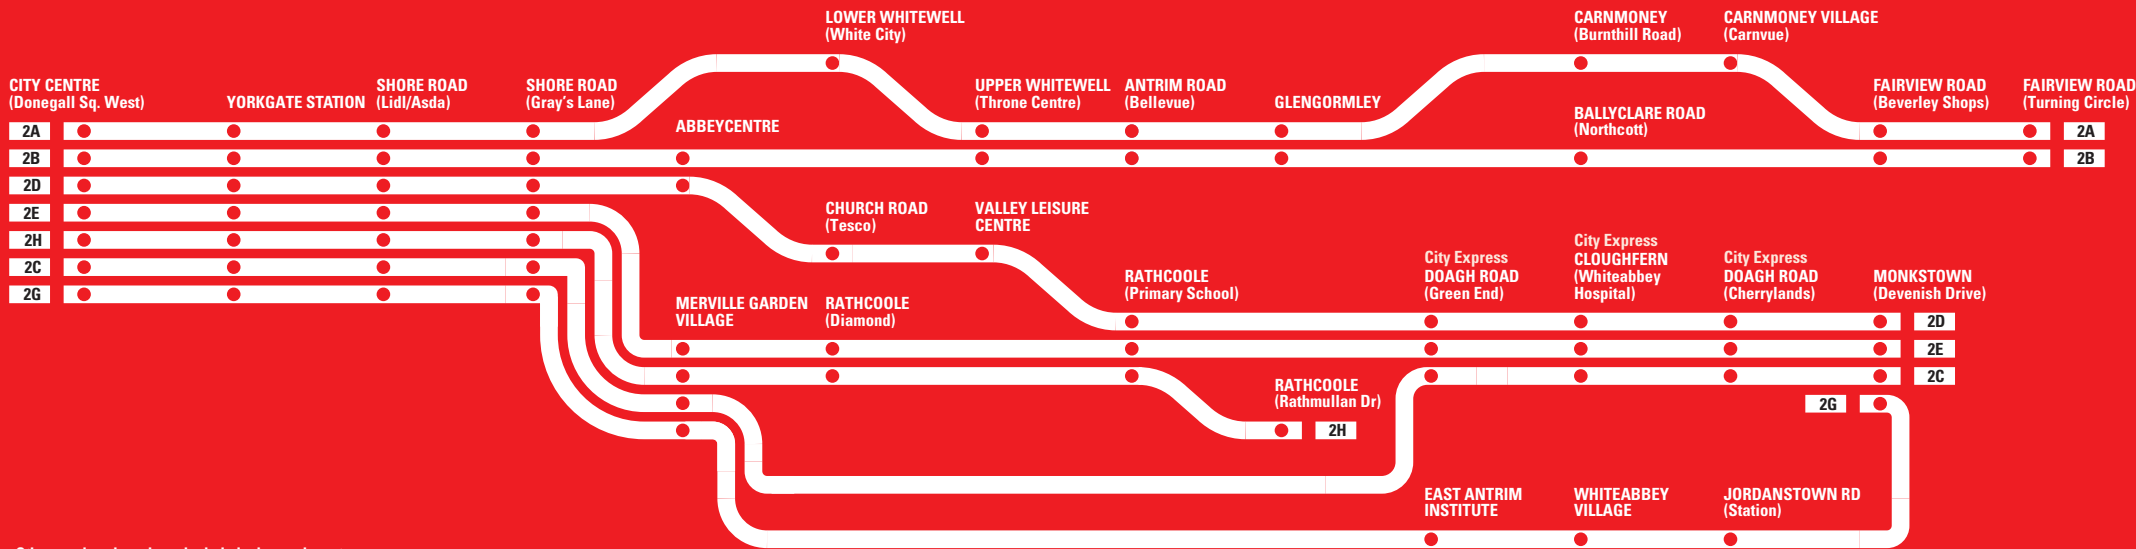 LOWER WHITEWELL
(White City)
CARNMONEY
(Burnthill Road)
CARNMONEY VILLAGE
(Carnvue)
CITY CENTRE
(Donegall Sq. West)
YORKGATE STATION
SHORE ROAD
(Lidl/Asda)
SHORE ROAD
(Gray's Lane)
ABBEYCENTRE
UPPER WHITEWELL
(Throne Centre)
ANTRIM ROAD
(Bellevue)
GLENGORMLEY
BALLYCLARE ROAD
(Northcott)
FAIRVIEW ROAD
(Beverley Shops)
FAIRVIEW ROAD
(Turning Circle)
2A
2A
2B
2B
2D
2E
2H
2C
2G
CHURCH ROAD
(Tesco)
VALLEY LEISURE
CENTRE
MERVILLE GARDEN
VILLAGE
RATHCOOLE
(Diamond)
RATHCOOLE
(Primary School)
City Express
DOAGH ROAD
(Green End)
City Express
CLOUGHFERN
(Whiteabbey
Hospital)
City Express
DOAGH ROAD
(Cherrylands)
MONKSTOWN
(Devenish Drive)
2D
2E
2C
2G
RATHCOOLE
(Rathmullan Dr)
2H
EAST ANTRIM
INSTITUTE
WHITEABBEY
VILLAGE
JORDANSTOWN RD
(Station)